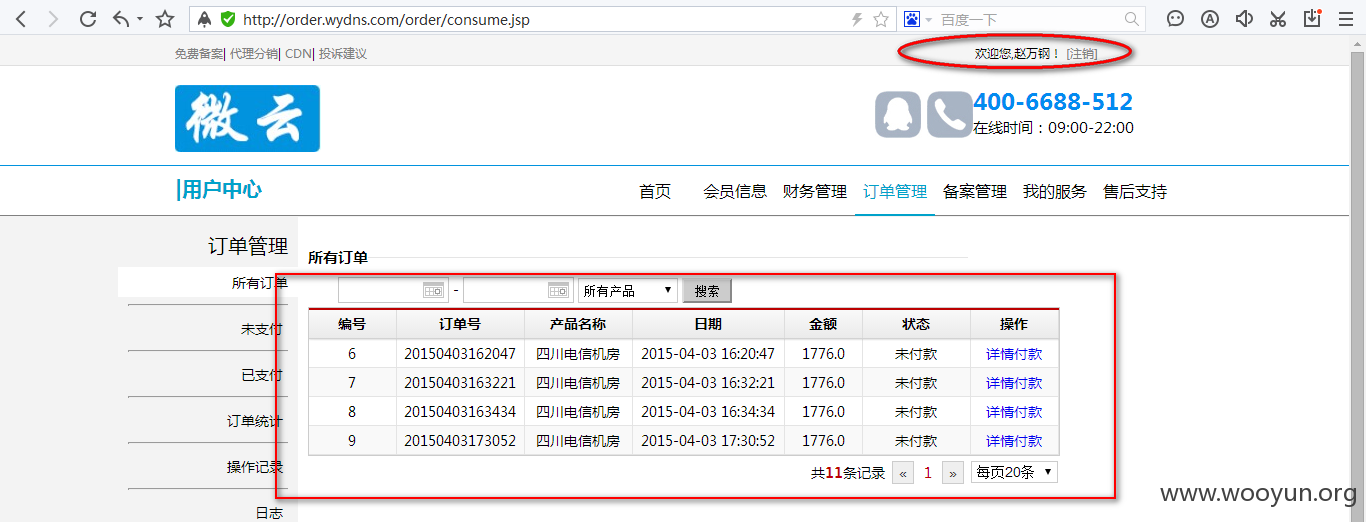 http://order.wydns.com/order/consume.jsp
百度一下
免费备案| 代理分销| CDN| 投诉建议
欢迎您,赵万钢！ [注销]
微云
400-6688-512
在线时间：09:00-22:00
|用户中心
首页 会员信息 财务管理 订单管理 备案管理 我的服务 售后支持
订单管理
所有订单
未支付
已支付
订单统计
操作记录
日志
所有订单
- 所有产品 搜索
编号 订单号 产品名称 日期 金额 状态 操作
6 20150403162047 四川电信机房 2015-04-03 16:20:47 1776.0 未付款 详情付款
7 20150403163221 四川电信机房 2015-04-03 16:32:21 1776.0 未付款 详情付款
8 20150403163434 四川电信机房 2015-04-03 16:34:34 1776.0 未付款 详情付款
9 20150403173052 四川电信机房 2015-04-03 17:30:52 1776.0 未付款 详情付款
共11条记录 « 1 » 每页20条
www.wooyun.org